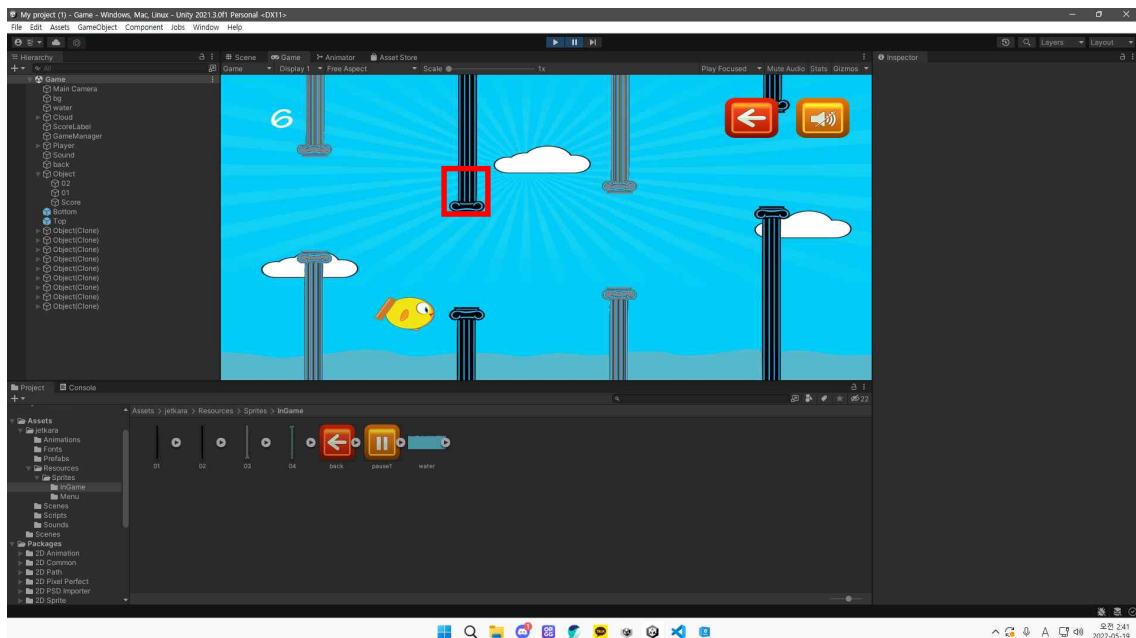 My project (1) - Game - Windows, Mac, Linux - Unity 2021.3.0f1 Personal <DX11>
File Edit Assets GameObject Component Jobs Window Help
Layers Layout
Hierarchy
Scene Game Animator Asset Store
Inspector
All
Game Display 1 Free Aspect Scale 1x Play Focused Mute Audio Stats Gizmos
Game
Main Camera
bg
water
Cloud
ScoreLabel
GameManager
Player
Sound
back
Object
02
01
Score
Bottom
Top
Object(Clone)
Object(Clone)
Object(Clone)
Object(Clone)
Object(Clone)
Object(Clone)
Object(Clone)
Object(Clone)
Object(Clone)
6
Project Console
22
Assets > jetkara > Resources > Sprites > InGame
Assets
jetkara
Animations
Fonts
Prefabs
Resources
Sprites
InGame
Menu
Scenes
Scripts
Sounds
Scenes
Packages
2D Animation
2D Common
2D Path
2D Pixel Perfect
2D PSD Importer
2D Sprite
01 02 03 04 back pause1 water
A
오전 2:41